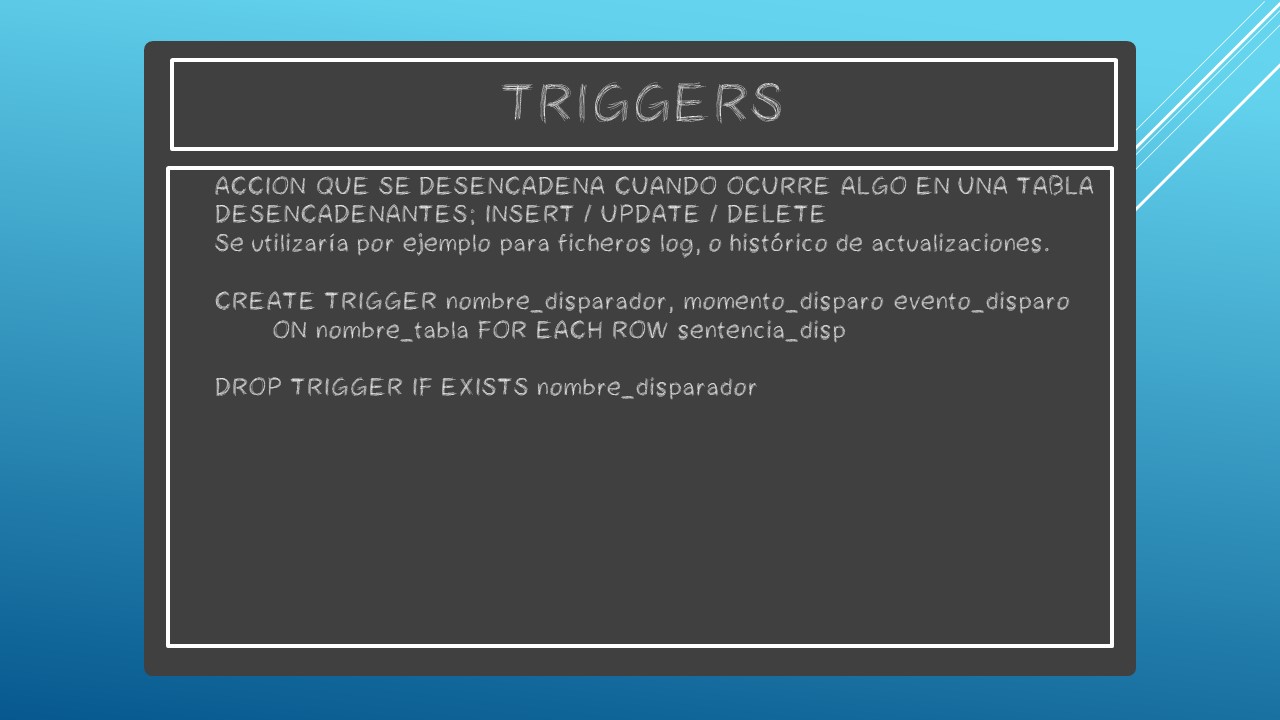 TRIGGERS
ACCION QUE SE DESENCADENA CUANDO OCURRE ALGO EN UNA TABLA
DESENCADENANTES; INSERT / UPDATE / DELETE
Se utilizaría por ejemplo para ficheros log, o histórico de actualizaciones.
CREATE TRIGGER nombre_disparador, momento_disparo evento_disparo
ON nombre_tabla FOR EACH ROW sentencia_disp
DROP TRIGGER IF EXISTS nombre_disparador